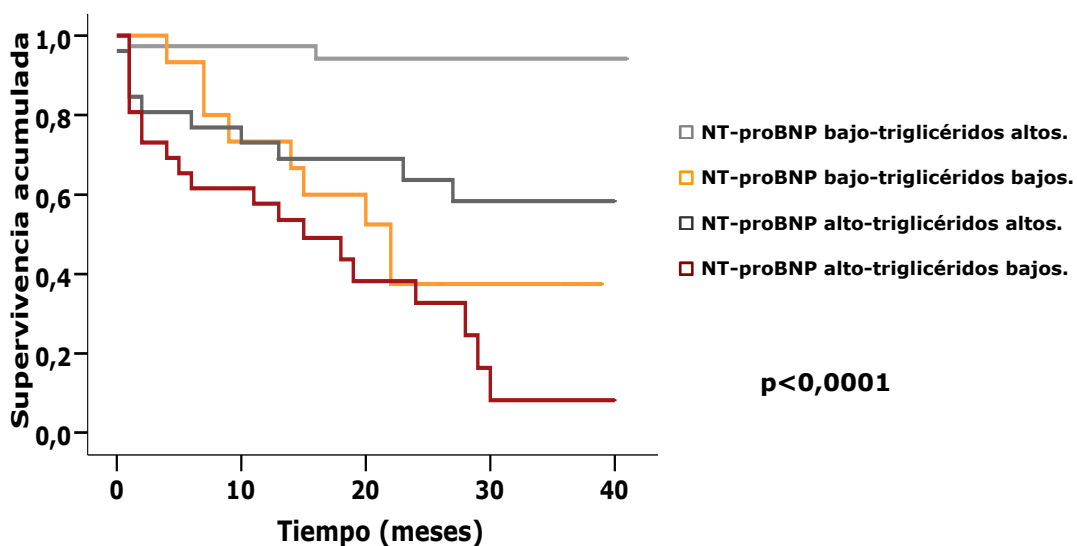 Supervivencia acumulada
1,0
0,8
0,6
0,4
0,2
0,0
0 10 20 30 40
Tiempo (meses)
NT-proBNP bajo-triglicéridos altos.
NT-proBNP bajo-triglicéridos bajos.
NT-proBNP alto-triglicéridos altos.
NT-proBNP alto-triglicéridos bajos.
p<0,0001